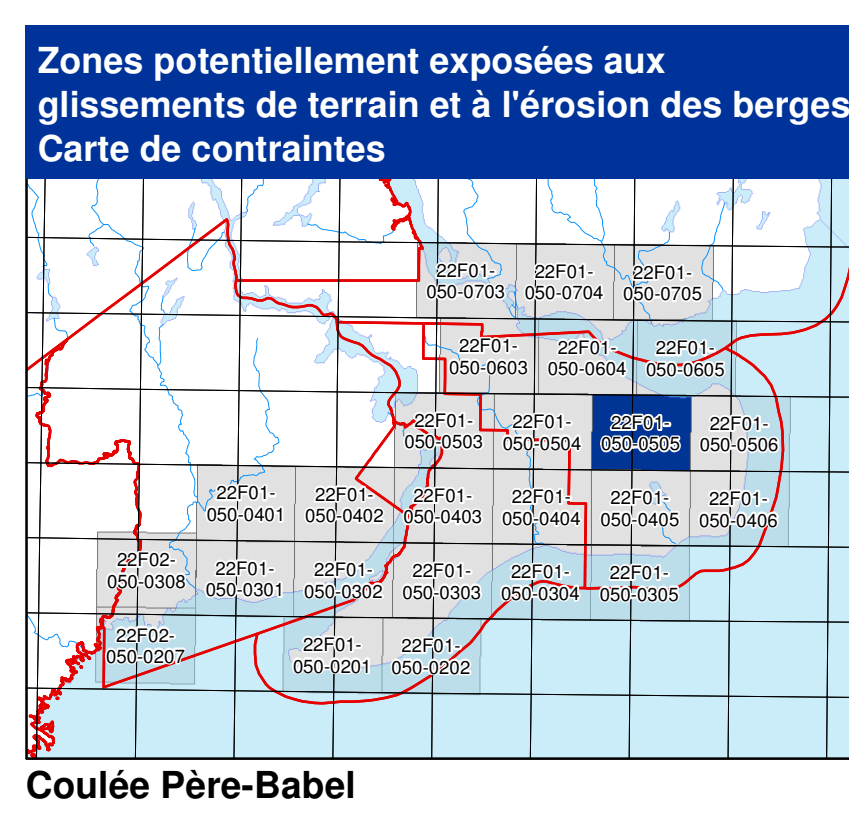 Zones potentiellement exposées aux
glissements de terrain et à l'érosion des berges
Carte de contraintes
22F01-
050-0703
22F01-
050-0704
22F01-
050-0705
22F01-
050-0603
22F01-
050-0604
22F01-
050-0605
22F01-
050-0503
22F01-
050-0504
22F01-
050-0505
22F01-
050-0506
22F01-
050-0401
22F01-
050-0402
22F01-
050-0403
22F01-
050-0404
22F01-
050-0405
22F01-
050-0406
22F02-
050-0308
22F01-
050-0301
22F01-
050-0302
22F01-
050-0303
22F01-
050-0304
22F01-
050-0305
22F02-
050-0207
22F01-
050-0201
22F01-
050-0202
Coulée Père-Babel